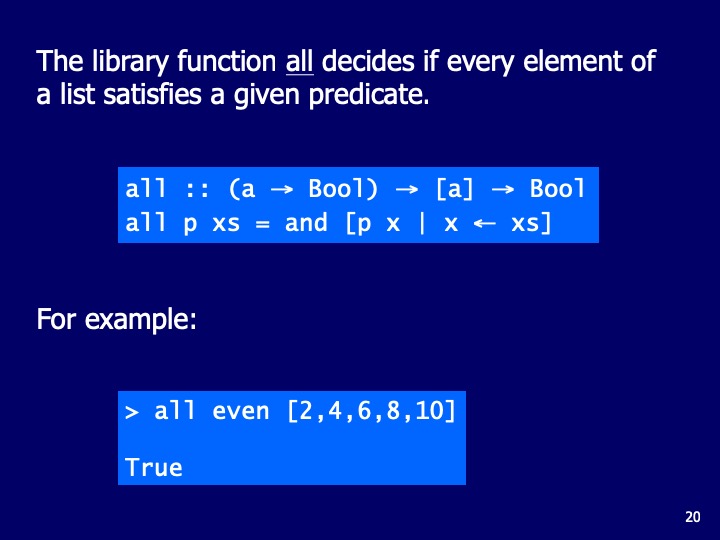 The library function all decides if every element of
a list satisfies a given predicate.
all :: (a → Bool) → [a] → Bool
all p xs = and [p x | x ← xs]
For example:
> all even [2,4,6,8,10]
True
20